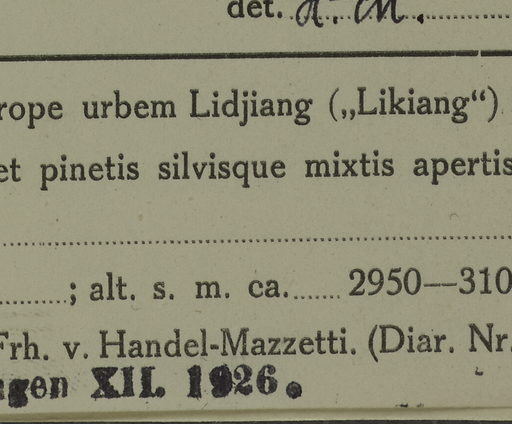 det. a. m.
rope urbem Lidjiang („Likiang“)
et pinetis silvisque mixtis apertis
; alt. s. m. ca. 2950—310
Frh. v. Handel-Mazzetti. (Diar. Nr.
gen XII. 1926.